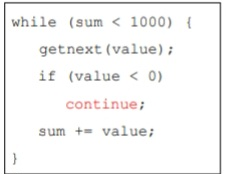 while (sum < 1000) {
    getnext(value);
    if (value < 0)
        continue;
    sum += value;
}